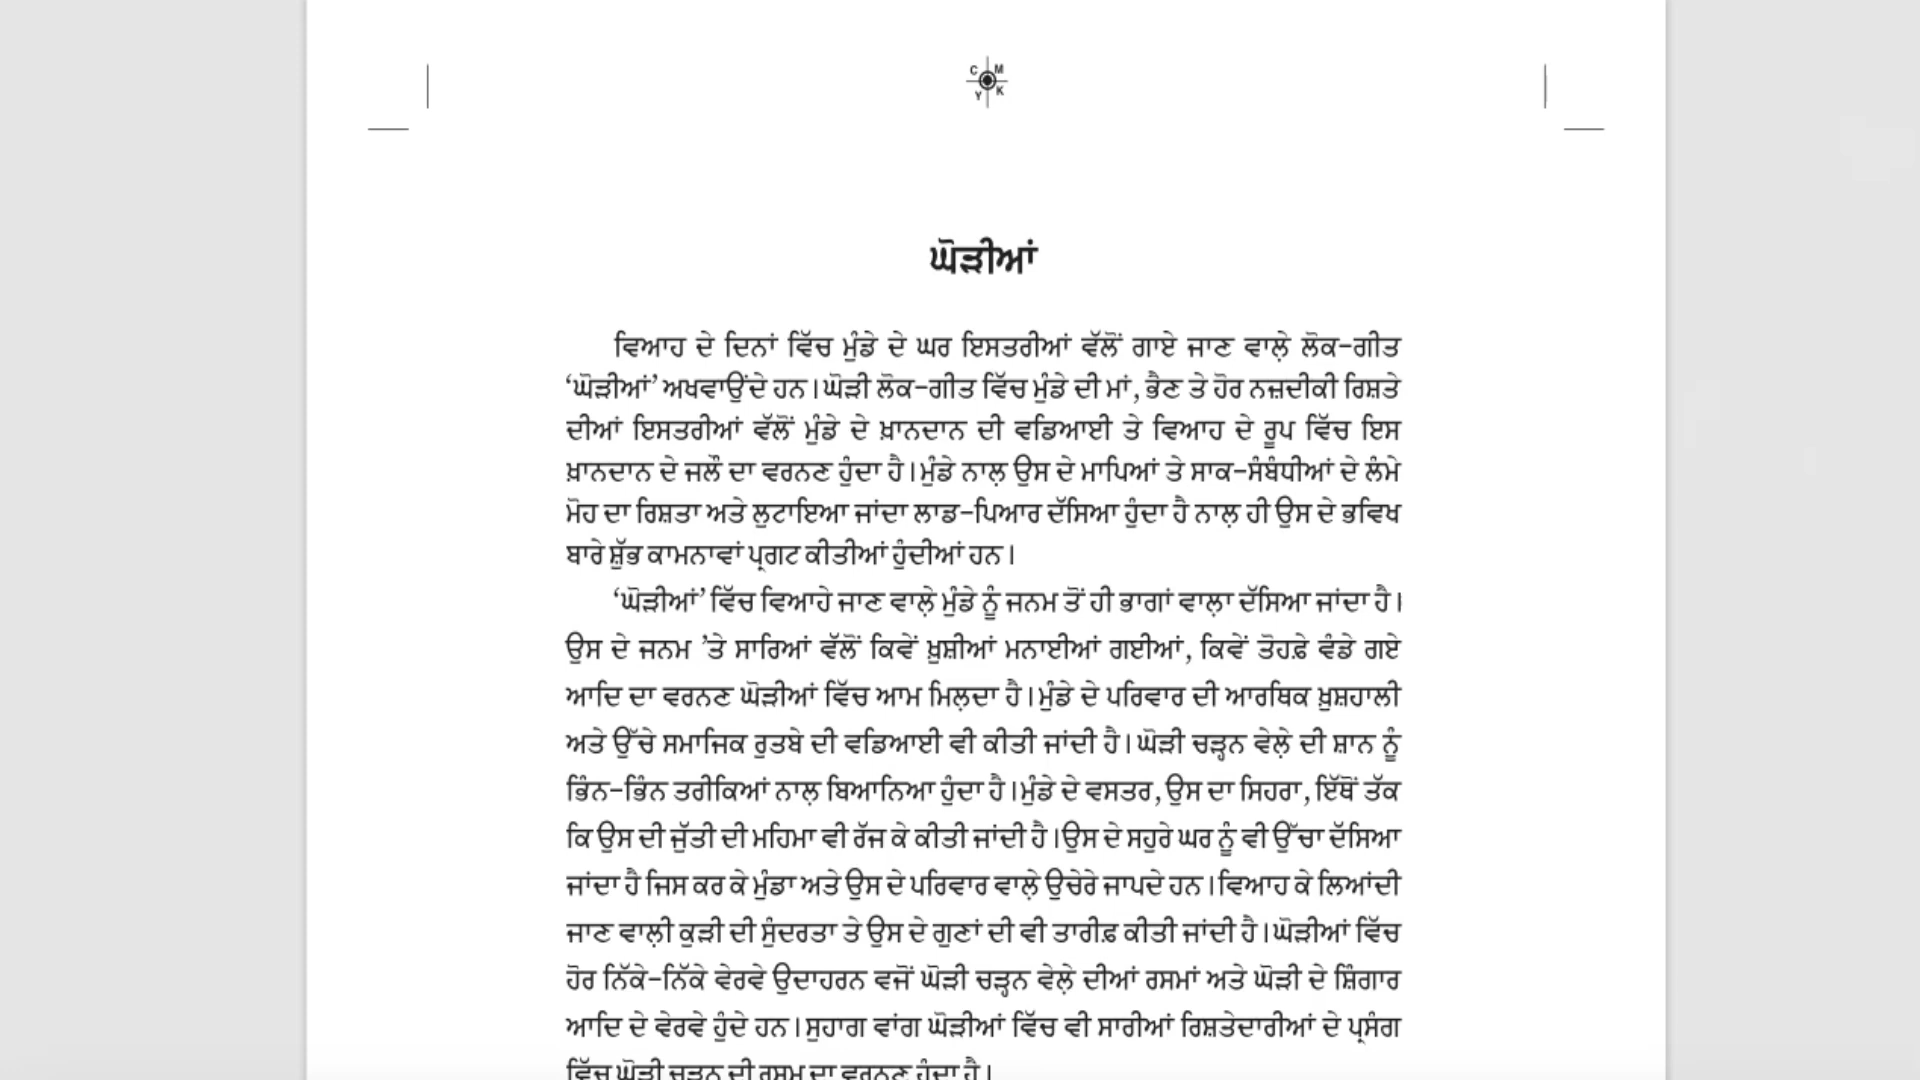 C M
Y K
ਘੋੜੀਆਂ
ਵਿਆਹ ਦੇ ਦਿਨਾਂ ਵਿੱਚ ਮੁੰਡੇ ਦੇ ਘਰ ਇਸਤਰੀਆਂ ਵੱਲੋਂ ਗਾਏ ਜਾਣ ਵਾਲ਼ੇ ਲੋਕ-ਗੀਤ
‘ਘੋੜੀਆਂ’ ਅਖਵਾਉਂਦੇ ਹਨ। ਘੋੜੀ ਲੋਕ-ਗੀਤ ਵਿੱਚ ਮੁੰਡੇ ਦੀ ਮਾਂ, ਭੈਣ ਤੇ ਹੋਰ ਨਜ਼ਦੀਕੀ ਰਿਸ਼ਤੇ
ਦੀਆਂ ਇਸਤਰੀਆਂ ਵੱਲੋਂ ਮੁੰਡੇ ਦੇ ਖ਼ਾਨਦਾਨ ਦੀ ਵਡਿਆਈ ਤੇ ਵਿਆਹ ਦੇ ਰੂਪ ਵਿੱਚ ਇਸ
ਖ਼ਾਨਦਾਨ ਦੇ ਜਲੌ ਦਾ ਵਰਨਣ ਹੁੰਦਾ ਹੈ। ਮੁੰਡੇ ਨਾਲ਼ ਉਸ ਦੇ ਮਾਪਿਆਂ ਤੇ ਸਾਕ-ਸੰਬੰਧੀਆਂ ਦੇ ਲੰਮੇ
ਮੋਹ ਦਾ ਰਿਸ਼ਤਾ ਅਤੇ ਲੁਟਾਇਆ ਜਾਂਦਾ ਲਾਡ-ਪਿਆਰ ਦੱਸਿਆ ਹੁੰਦਾ ਹੈ ਨਾਲ਼ ਹੀ ਉਸ ਦੇ ਭਵਿਖ
ਬਾਰੇ ਸ਼ੁੱਭ ਕਾਮਨਾਵਾਂ ਪ੍ਰਗਟ ਕੀਤੀਆਂ ਹੁੰਦੀਆਂ ਹਨ।
‘ਘੋੜੀਆਂ’ ਵਿੱਚ ਵਿਆਹੇ ਜਾਣ ਵਾਲ਼ੇ ਮੁੰਡੇ ਨੂੰ ਜਨਮ ਤੋਂ ਹੀ ਭਾਗਾਂ ਵਾਲ਼ਾ ਦੱਸਿਆ ਜਾਂਦਾ ਹੈ।
ਉਸ ਦੇ ਜਨਮ ’ਤੇ ਸਾਰਿਆਂ ਵੱਲੋਂ ਕਿਵੇਂ ਖ਼ੁਸ਼ੀਆਂ ਮਨਾਈਆਂ ਗਈਆਂ, ਕਿਵੇਂ ਤੋਹਫ਼ੇ ਵੰਡੇ ਗਏ
ਆਦਿ ਦਾ ਵਰਨਣ ਘੋੜੀਆਂ ਵਿੱਚ ਆਮ ਮਿਲ਼ਦਾ ਹੈ। ਮੁੰਡੇ ਦੇ ਪਰਿਵਾਰ ਦੀ ਆਰਥਿਕ ਖ਼ੁਸ਼ਹਾਲੀ
ਅਤੇ ਉੱਚੇ ਸਮਾਜਿਕ ਰੁਤਬੇ ਦੀ ਵਡਿਆਈ ਵੀ ਕੀਤੀ ਜਾਂਦੀ ਹੈ। ਘੋੜੀ ਚੜ੍ਹਨ ਵੇਲ਼ੇ ਦੀ ਸ਼ਾਨ ਨੂੰ
ਭਿੰਨ-ਭਿੰਨ ਤਰੀਕਿਆਂ ਨਾਲ਼ ਬਿਆਨਿਆ ਹੁੰਦਾ ਹੈ। ਮੁੰਡੇ ਦੇ ਵਸਤਰ, ਉਸ ਦਾ ਸਿਹਰਾ, ਇੱਥੋਂ ਤੱਕ
ਕਿ ਉਸ ਦੀ ਜੁੱਤੀ ਦੀ ਮਹਿਮਾ ਵੀ ਰੱਜ ਕੇ ਕੀਤੀ ਜਾਂਦੀ ਹੈ। ਉਸ ਦੇ ਸਹੁਰੇ ਘਰ ਨੂੰ ਵੀ ਉੱਚਾ ਦੱਸਿਆ
ਜਾਂਦਾ ਹੈ ਜਿਸ ਕਰ ਕੇ ਮੁੰਡਾ ਅਤੇ ਉਸ ਦੇ ਪਰਿਵਾਰ ਵਾਲ਼ੇ ਉਚੇਰੇ ਜਾਪਦੇ ਹਨ। ਵਿਆਹ ਕੇ ਲਿਆਂਦੀ
ਜਾਣ ਵਾਲ਼ੀ ਕੁੜੀ ਦੀ ਸੁੰਦਰਤਾ ਤੇ ਉਸ ਦੇ ਗੁਣਾਂ ਦੀ ਵੀ ਤਾਰੀਫ਼ ਕੀਤੀ ਜਾਂਦੀ ਹੈ। ਘੋੜੀਆਂ ਵਿੱਚ
ਹੋਰ ਨਿੱਕੇ-ਨਿੱਕੇ ਵੇਰਵੇ ਉਦਾਹਰਨ ਵਜੋਂ ਘੋੜੀ ਚੜ੍ਹਨ ਵੇਲ਼ੇ ਦੀਆਂ ਰਸਮਾਂ ਅਤੇ ਘੋੜੀ ਦੇ ਸ਼ਿੰਗਾਰ
ਆਦਿ ਦੇ ਵੇਰਵੇ ਹੁੰਦੇ ਹਨ। ਸੁਹਾਗ ਵਾਂਗ ਘੋੜੀਆਂ ਵਿੱਚ ਵੀ ਸਾਰੀਆਂ ਰਿਸ਼ਤੇਦਾਰੀਆਂ ਦੇ ਪ੍ਰਸੰਗ
ਵਿੱਚ ਘੋੜੀ ਚੜ੍ਹਨ ਦੀ ਰਸਮ ਦਾ ਵਰਨਣ ਹੁੰਦਾ ਹੈ।